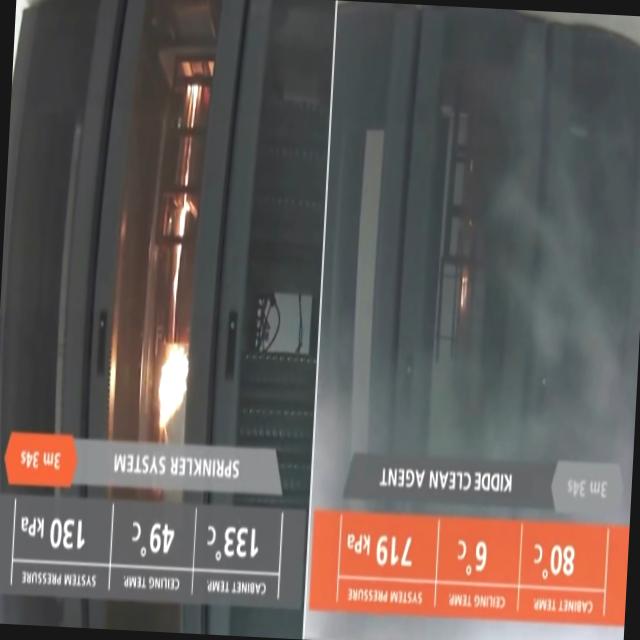 CABINET TEMP. CEILING TEMP. SYSTEM PRESSURE
80°C 6°C 719 kPa
3m 34s KIDDE CLEAN AGENT
CABINET TEMP. CEILING TEMP. SYSTEM PRESSURE
133°C 49°C 130 kPa
SPRINKLER SYSTEM 3m 34s